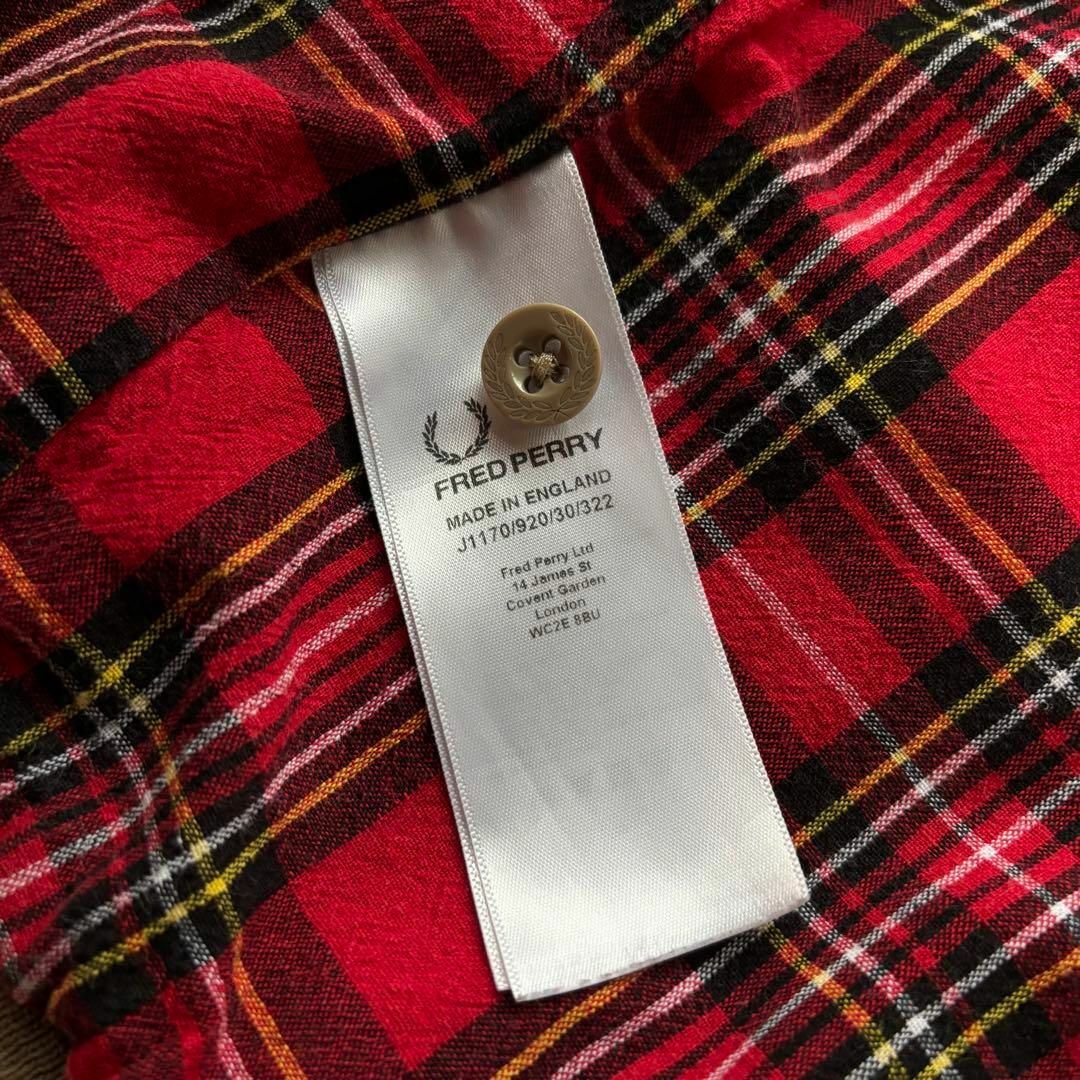 FRED PERRY
MADE IN ENGLAND
J1170/920/30/322
Fred Perry Ltd
14 James St
Covent Garden
London
WC2E 8BU